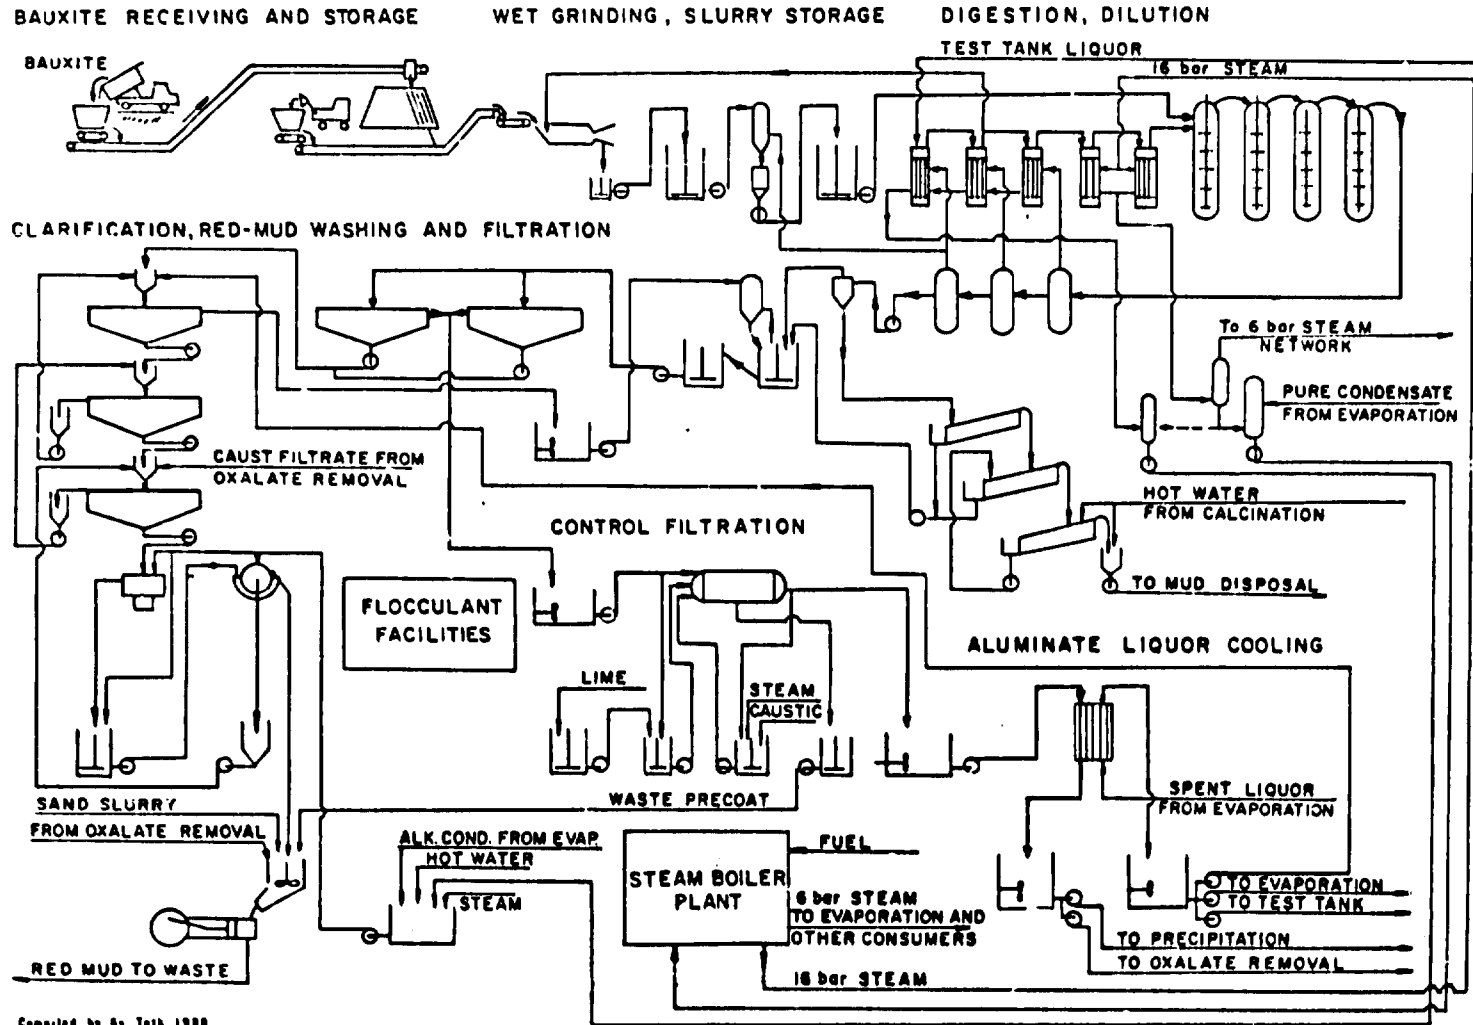 BAUXITE RECEIVING AND STORAGE
WET GRINDING, SLURRY STORAGE
DIGESTION, DILUTION
BAUXITE
TEST TANK LIQUOR
16 bar STEAM
CLARIFICATION, RED-MUD WASHING AND FILTRATION
To 6 bar STEAM
NETWORK
PURE CONDENSATE
FROM EVAPORATION
CAUST FILTRATE FROM
OXALATE REMOVAL
HOT WATER
FROM CALCINATION
CONTROL FILTRATION
TO MUD DISPOSAL
FLOCCULANT
FACILITIES
ALUMINATE LIQUOR COOLING
LIME
STEAM
CAUSTIC
SPENT LIQUOR
FROM EVAPORATION
WASTE PRECOAT
SAND SLURRY
FROM OXALATE REMOVAL
ALK. COND. FROM EVAP.
HOT WATER
STEAM
FUEL
STEAM BOILER
PLANT
6 bar STEAM
TO EVAPORATION AND
OTHER CONSUMERS
16 bar STEAM
TO EVAPORATION
TO TEST TANK
TO PRECIPITATION
TO OXALATE REMOVAL
RED MUD TO WASTE
Compiled by